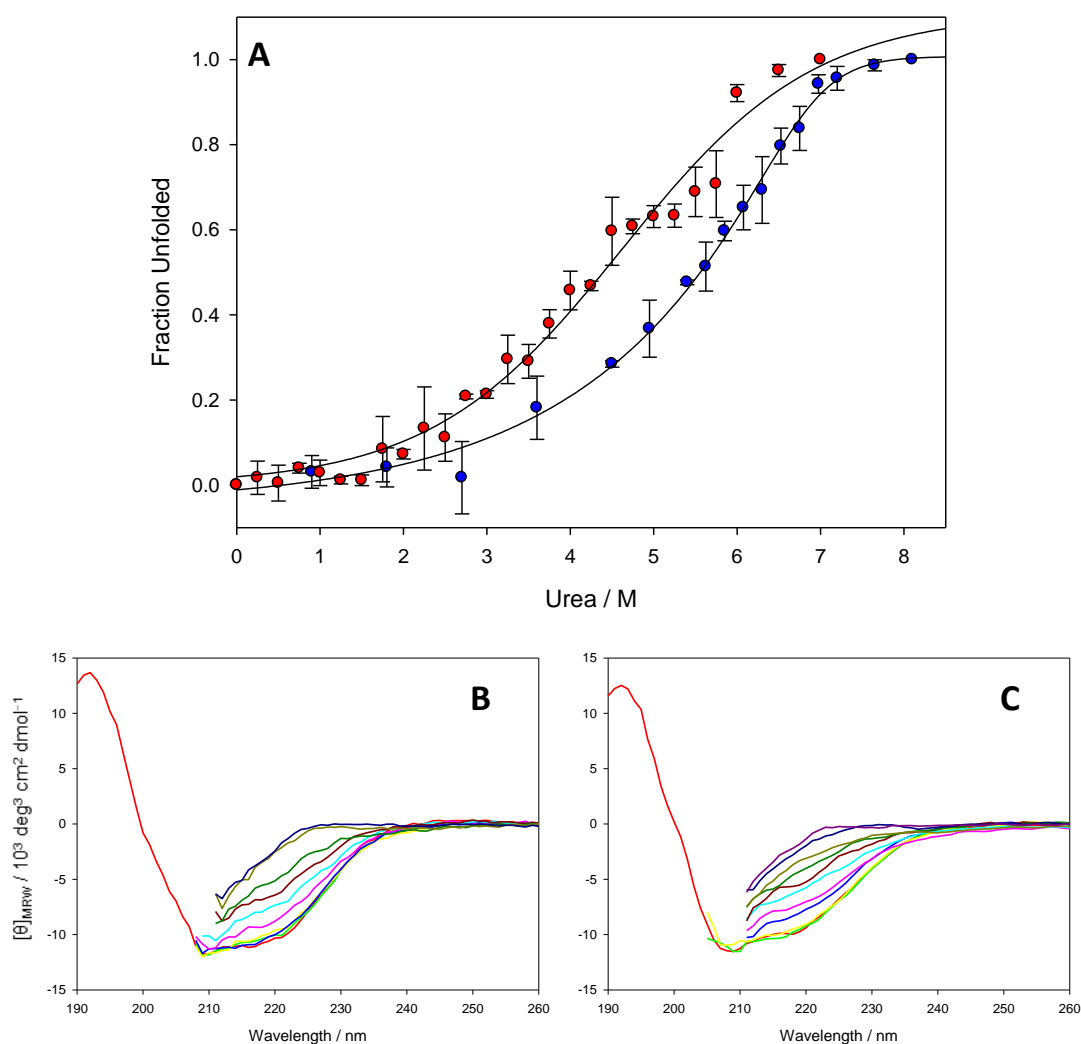 A
1.0
0.8
0.6
0.4
0.2
0.0
Fraction Unfolded
0 1 2 3 4 5 6 7 8
Urea / M
B
15
10
5
0
-5
-10
-15
[θ]MRW / 10³ deg³ cm² dmol⁻¹
190 200 210 220 230 240 250 260
Wavelength / nm
C
15
10
5
0
-5
-10
-15
190 200 210 220 230 240 250 260
Wavelength / nm